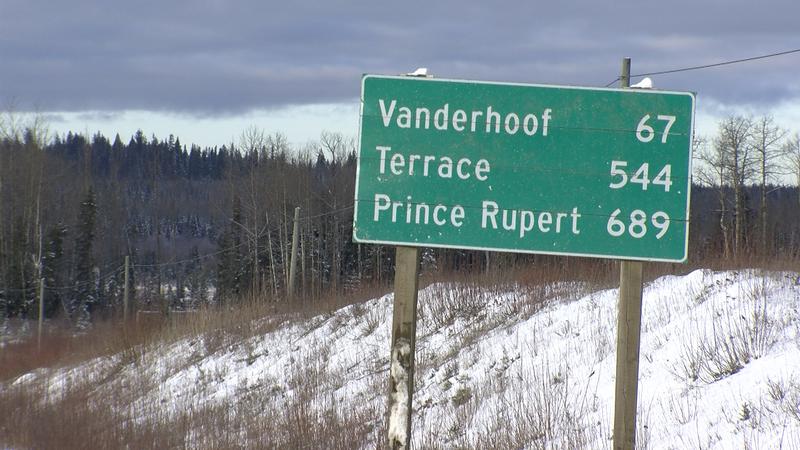 Vanderhoof 67
Terrace 544
Prince Rupert 689